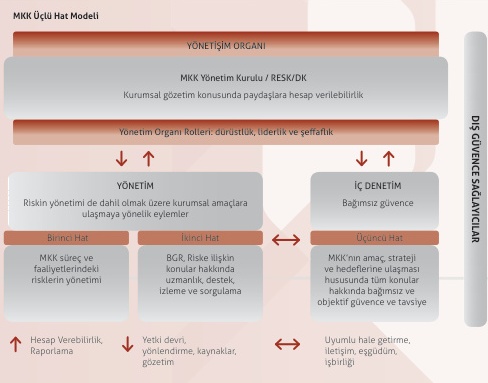 MKK Üçlü Hat Modeli
YÖNETİŞİM ORGANI
MKK Yönetim Kurulu / RESK/DK
Kurumsal gözetim konusunda paydaşlara hesap verilebilirlik
Yönetim Organı Rolleri: dürüstlük, liderlik ve şeffaflık
YÖNETİM
Riskin yönetimi de dahil olmak üzere kurumsal amaçlara
ulaşmaya yönelik eylemler
İÇ DENETİM
Bağımsız güvence
Birinci Hat
İkinci Hat
Üçüncü Hat
MKK süreç ve
faaliyetlerindeki
risklerin yönetimi
BGR, Riske ilişkin
konular hakkında
uzmanlık, destek,
izleme ve sorgulama
MKK'nın amaç, strateji
ve hedeflerine ulaşması
hususunda tüm konular
hakkında bağımsız ve
objektif güvence ve tavsiye
DIŞ GÜVENCE SAĞLAYICILAR
Hesap Verebilirlik,
Raporlama
Yetki devri,
yönlendirme, kaynaklar,
gözetim
Uyumlu hale getirme,
iletişim, eşgüdüm,
işbirliği